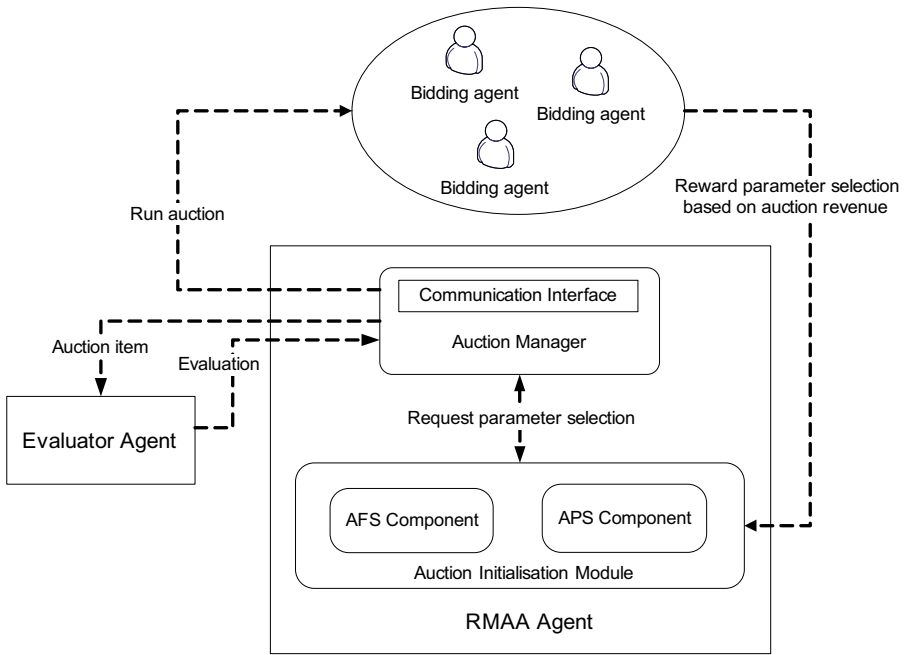 Bidding agent
Bidding agent
Bidding agent
Reward parameter selection
based on auction revenue
Run auction
Communication Interface
Auction Manager
Auction item
Evaluation
Request parameter selection
Evaluator Agent
AFS Component
APS Component
Auction Initialisation Module
RMAA Agent